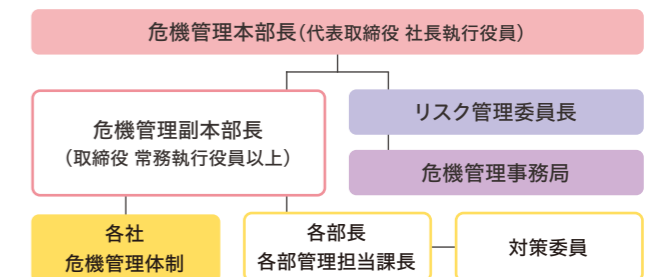 危機管理本部長（代表取締役 社長執行役員）
危機管理副本部長
（取締役 常務執行役員以上）
リスク管理委員長
危機管理事務局
各社
危機管理体制
各部長
各部管理担当課長
対策委員